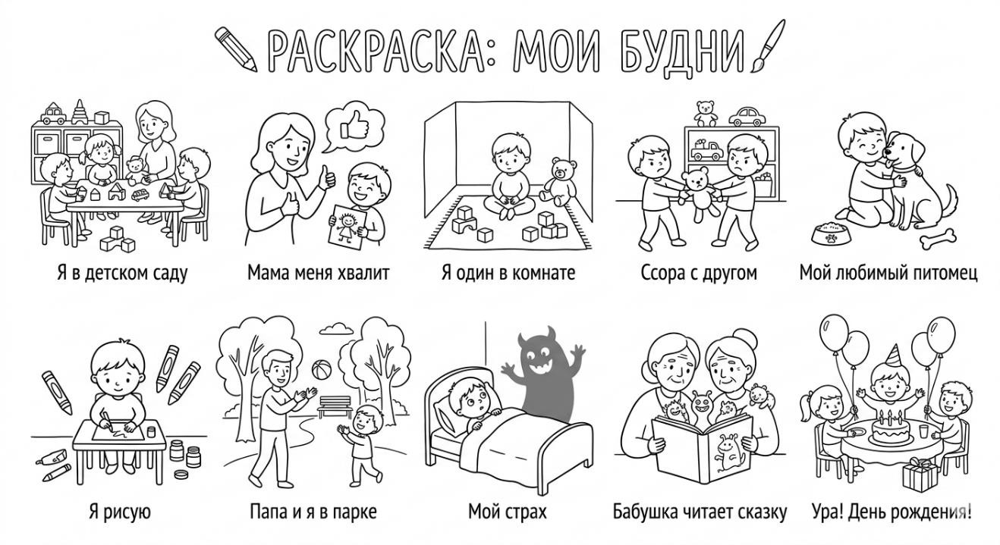 РАСКРАСКА: МОИ БУДНИ
Я в детском саду
Мама меня хвалит
Я один в комнате
Ссора с другом
Мой любимый питомец
Я рисую
Папа и я в парке
Мой страх
Бабушка читает сказку
Ура! День рождения!